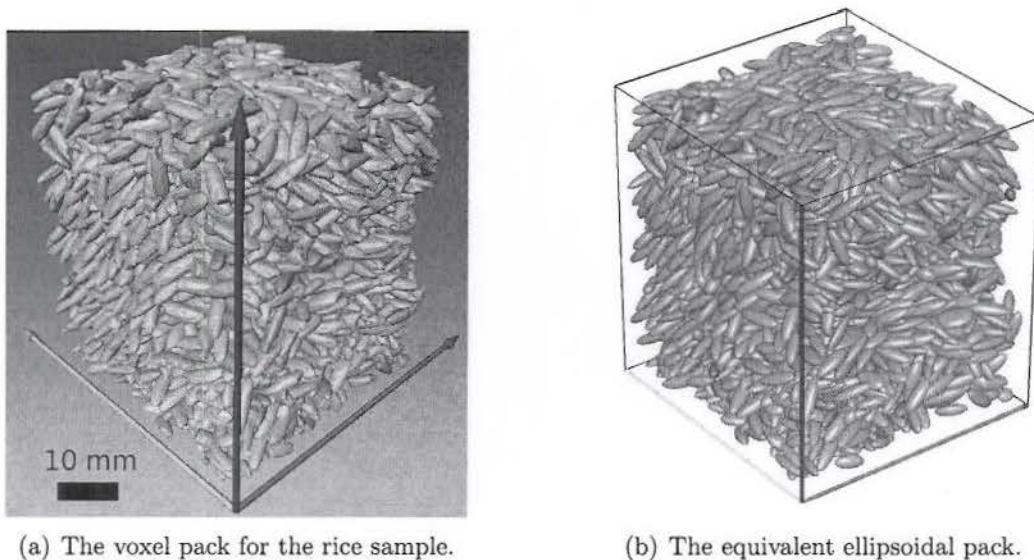 10 mm
(a) The voxel pack for the rice sample.
(b) The equivalent ellipsoidal pack.